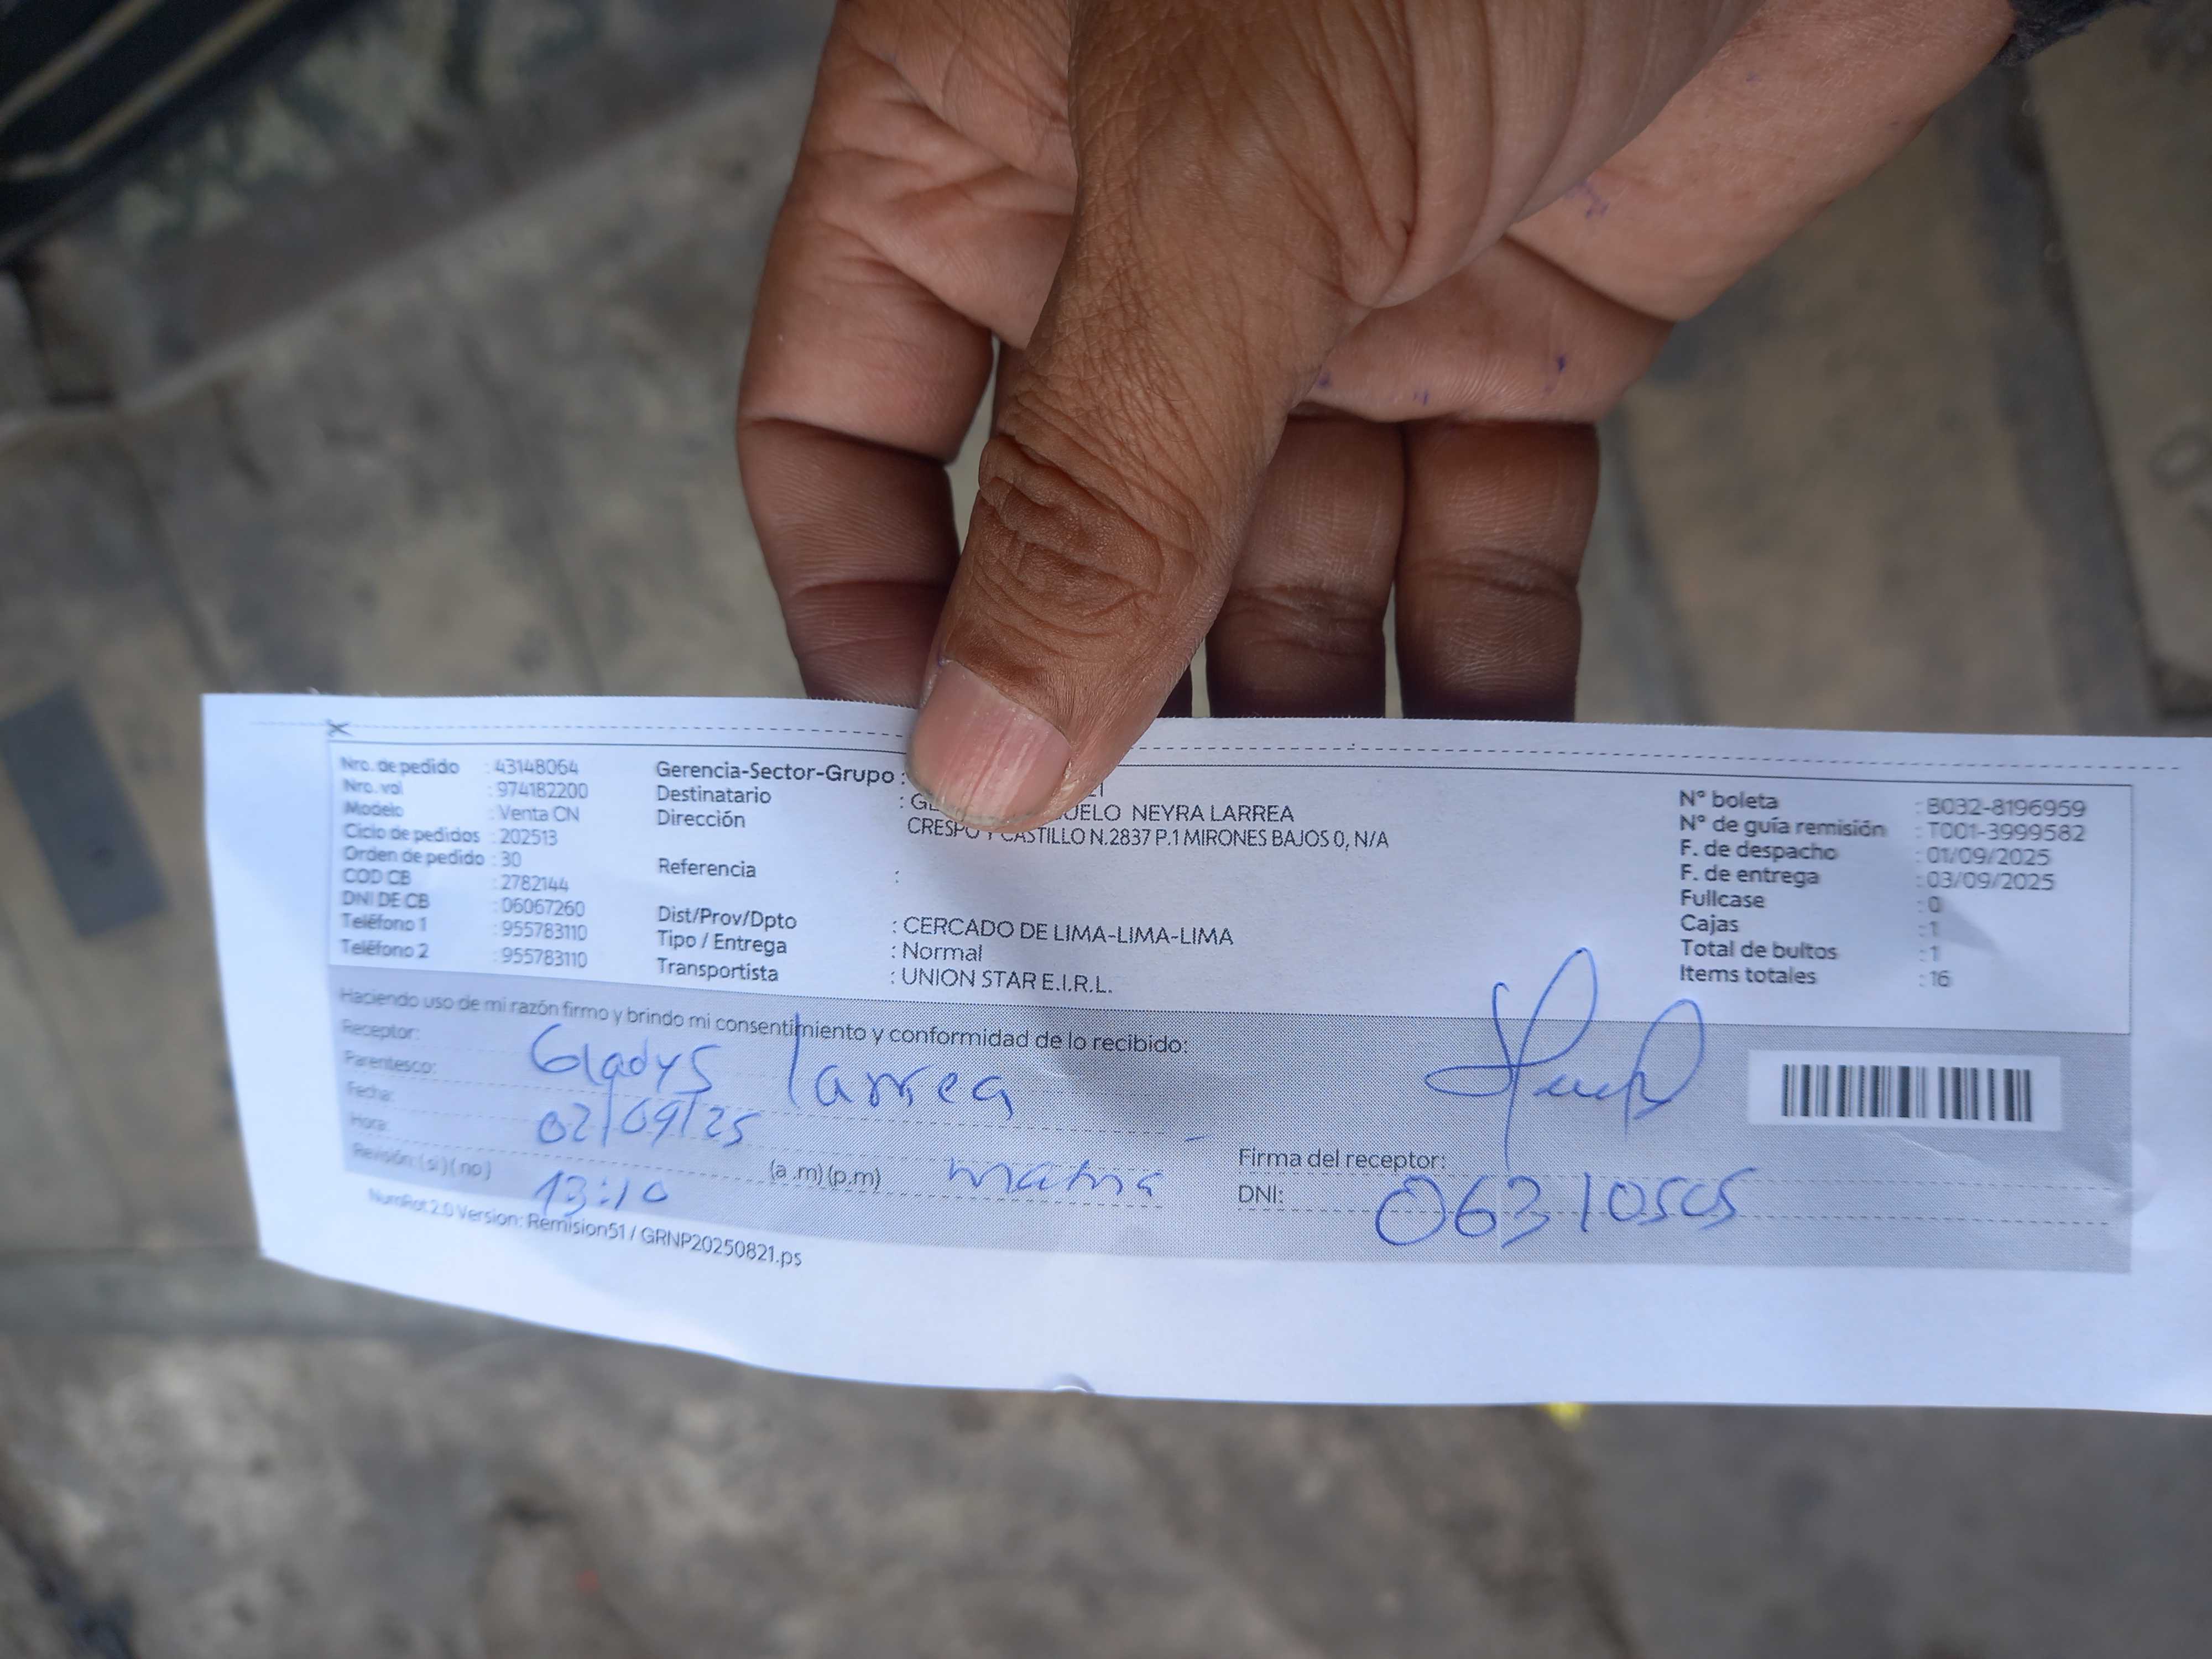 Nro. de pedido : 43148064
Nro. vol : 974182200
Modelo : Venta CN
Ciclo de pedidos : 202513
Orden de pedido : 30
COD CB : 2782144
DNI DE CB : 06067260
Teléfono 1 : 955783110
Teléfono 2 : 955783110
Gerencia-Sector-Grupo :
Destinatario : NEYRA LARREA
Dirección CRESPO Y CASTILLO N.2837 P.1 MIRONES BAJOS 0, N/A
Referencia :
Dist/Prov/Dpto : CERCADO DE LIMA-LIMA-LIMA
Tipo / Entrega : Normal
Transportista : UNION STAR E.I.R.L.
N° boleta : B032-8196959
N° de guía remisión : T001-3999582
F. de despacho : 01/09/2025
F. de entrega : 03/09/2025
Fullcase : 0
Cajas : 1
Total de bultos : 1
Items totales : 16
Haciendo uso de mi razón firmo y brindo mi consentimiento y conformidad de lo recibido:
Receptor: Gladys Larrea
Parentesco:
Fecha: 02/09/25
Hora: 13:10 (a.m) (p.m) mamá
Revisión: (si) (no)
Firma del receptor:
DNI: 06310505
NumRot 2.0 Version: Remision51 / GRNP20250821.ps